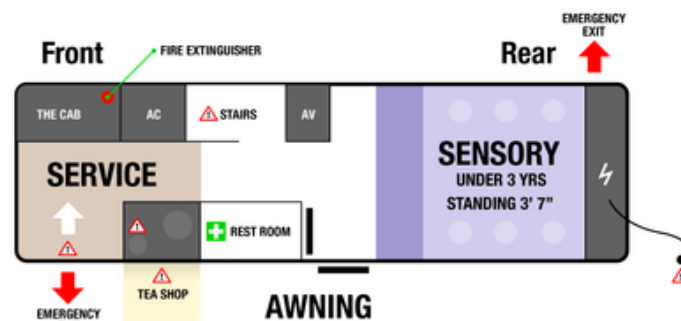 EMERGENCY
EXIT
Front
FIRE EXTINGUISHER
Rear
THE CAB
AC
STAIRS
AV
SERVICE
SENSORY
UNDER 3 YRS
STANDING 3' 7"
REST ROOM
TEA SHOP
EMERGENCY
AWNING